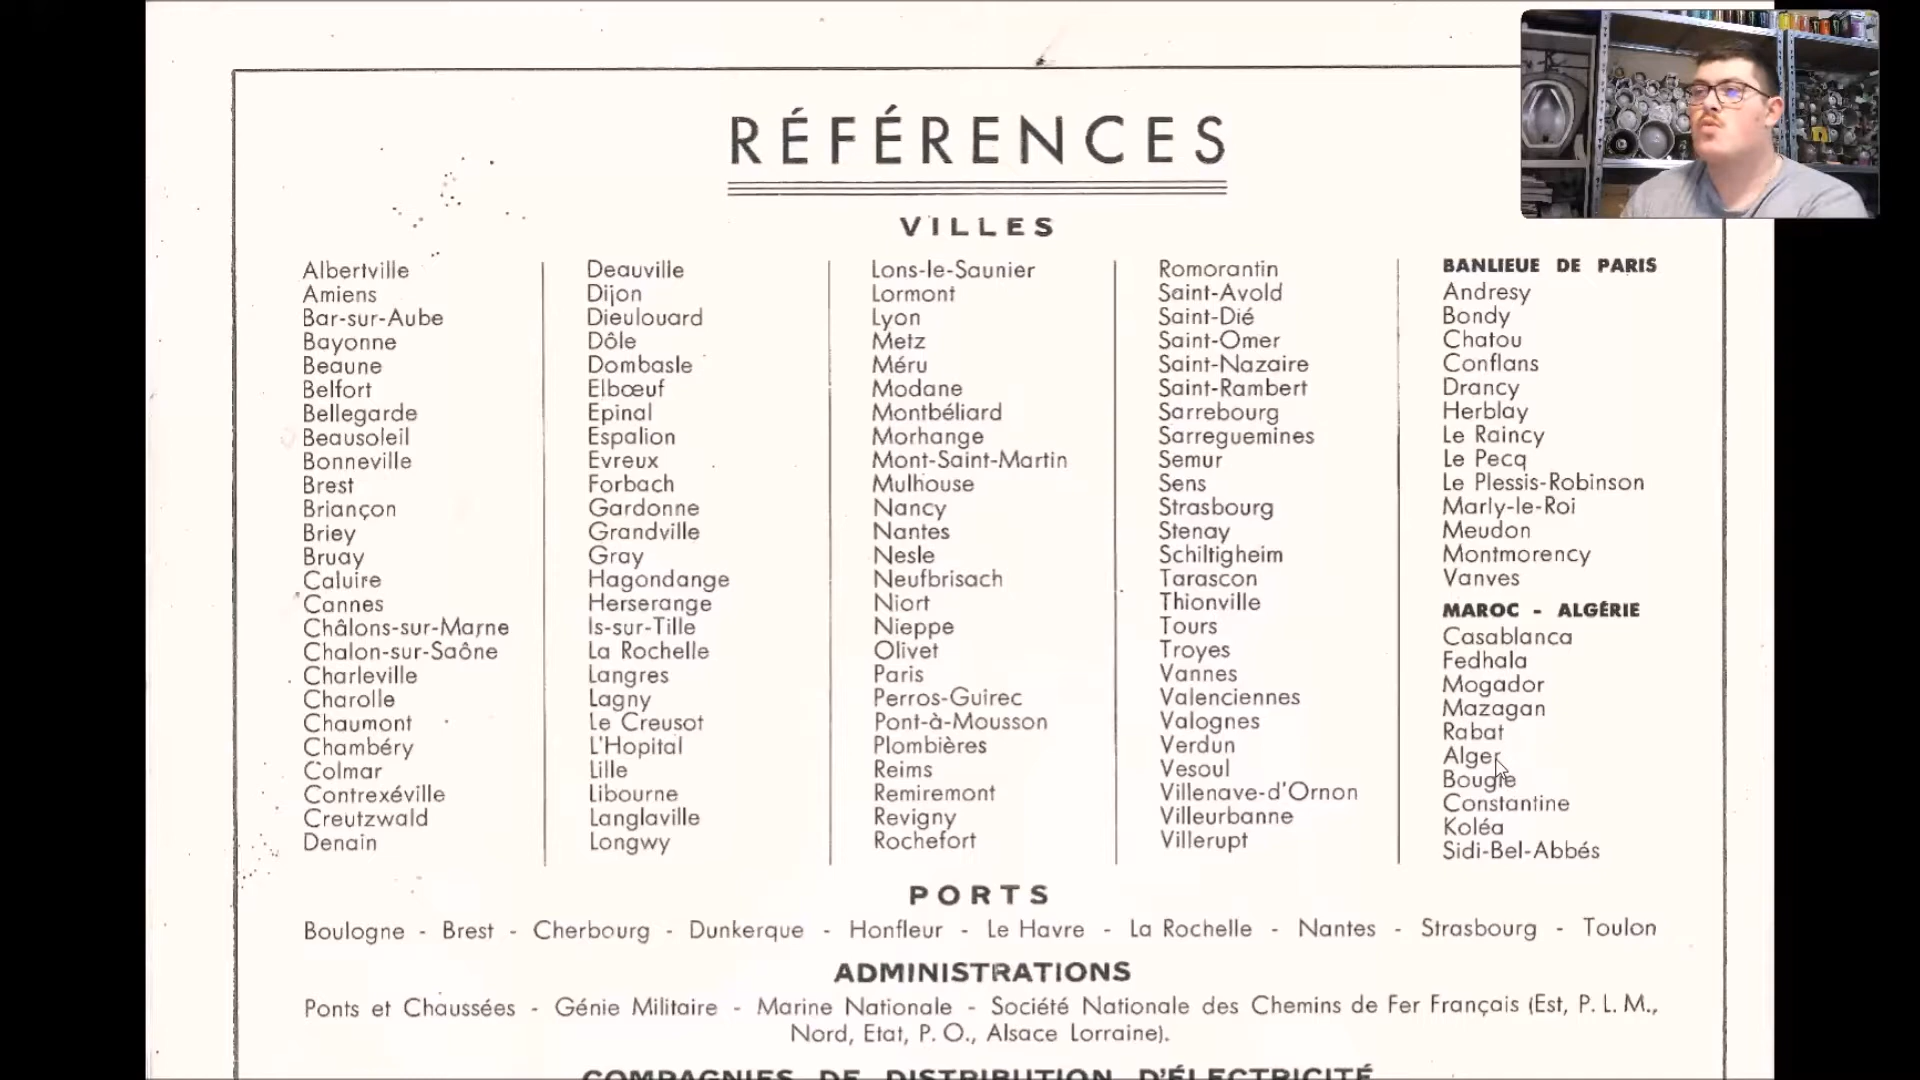 RÉFÉRENCES
VILLES
Albertville
Amiens
Bar-sur-Aube
Bayonne
Beaune
Belfort
Bellegarde
Beausoleil
Bonneville
Brest
Briançon
Briey
Bruay
Caluire
Cannes
Châlons-sur-Marne
Chalon-sur-Saône
Charleville
Charolle
Chaumont
Chambéry
Colmar
Contrexéville
Creutzwald
Denain
Deauville
Dijon
Dieulouard
Dôle
Dombasle
Elbœuf
Epinal
Espalion
Evreux
Forbach
Gardonne
Grandville
Gray
Hagondange
Herserange
Is-sur-Tille
La Rochelle
Langres
Lagny
Le Creusot
L'Hopital
Lille
Libourne
Langlaville
Longwy
Lons-le-Saunier
Lormont
Lyon
Metz
Méru
Modane
Montbéliard
Morhange
Mont-Saint-Martin
Mulhouse
Nancy
Nantes
Nesle
Neufbrisach
Niort
Nieppe
Olivet
Paris
Perros-Guirec
Pont-à-Mousson
Plombières
Reims
Remiremont
Revigny
Rochefort
Romorantin
Saint-Avold
Saint-Dié
Saint-Omer
Saint-Nazaire
Saint-Rambert
Sarrebourg
Sarreguemines
Semur
Sens
Strasbourg
Stenay
Schiltigheim
Tarascon
Thionville
Tours
Troyes
Vannes
Valenciennes
Valognes
Verdun
Vesoul
Villenave-d'Ornon
Villeurbanne
Villerupt
BANLIEUE DE PARIS
Andresy
Bondy
Chatou
Conflans
Drancy
Herblay
Le Raincy
Le Pecq
Le Plessis-Robinson
Marly-le-Roi
Meudon
Montmorency
Vanves
MAROC - ALGÉRIE
Casablanca
Fedhala
Mogador
Mazagan
Rabat
Alger
Bougie
Constantine
Koléa
Sidi-Bel-Abbés
PORTS
Boulogne - Brest - Cherbourg - Dunkerque - Honfleur - Le Havre - La Rochelle - Nantes - Strasbourg - Toulon
ADMINISTRATIONS
Ponts et Chaussées - Génie Militaire - Marine Nationale - Société Nationale des Chemins de Fer Français (Est, P. L. M.,
Nord, Etat, P. O., Alsace Lorraine).
COMPAGNIES DE DISTRIBUTION D'ÉLECTRICITÉ